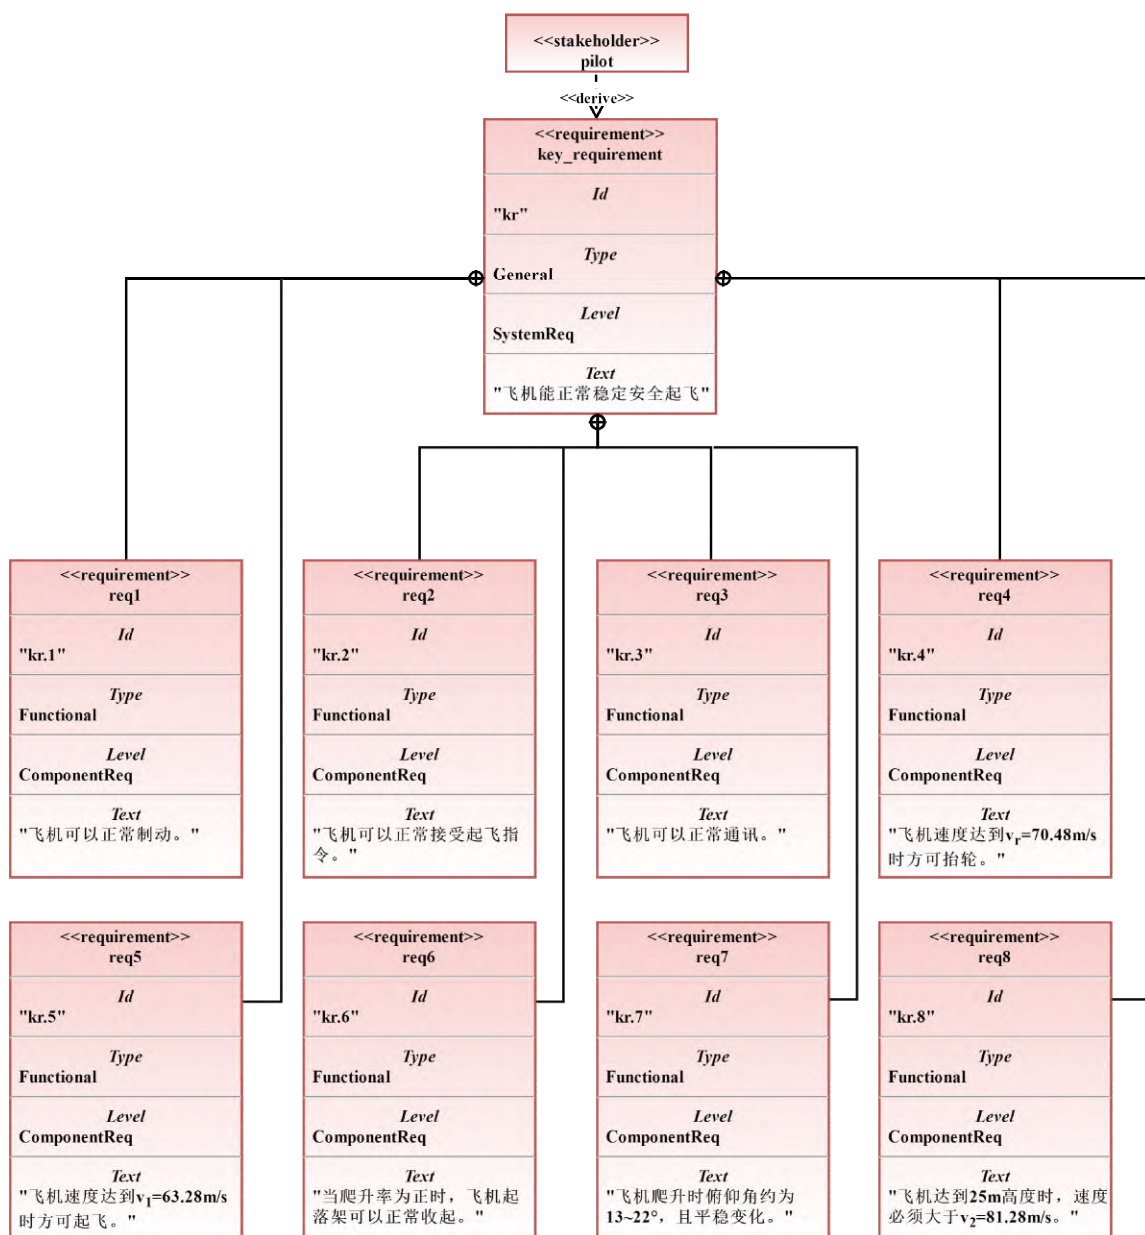 <<stakeholder>>
pilot
<<derive>>
<<requirement>>
key_requirement
Id
"kr"
Type
General
Level
SystemReq
Text
"飞机能正常稳定安全起飞"
<<requirement>>
req1
Id
"kr.1"
Type
Functional
Level
ComponentReq
Text
"飞机可以正常制动。"
<<requirement>>
req2
Id
"kr.2"
Type
Functional
Level
ComponentReq
Text
"飞机可以正常接受起飞指
令。"
<<requirement>>
req3
Id
"kr.3"
Type
Functional
Level
ComponentReq
Text
"飞机可以正常通讯。"
<<requirement>>
req4
Id
"kr.4"
Type
Functional
Level
ComponentReq
Text
"飞机速度达到vr=70.48m/s
时方可抬轮。"
<<requirement>>
req5
Id
"kr.5"
Type
Functional
Level
ComponentReq
Text
"飞机速度达到v1=63.28m/s
时方可起飞。"
<<requirement>>
req6
Id
"kr.6"
Type
Functional
Level
ComponentReq
Text
"当爬升率为正时，飞机起
落架可以正常收起。"
<<requirement>>
req7
Id
"kr.7"
Type
Functional
Level
ComponentReq
Text
"飞机爬升时俯仰角约为
13~22°，且平稳变化。"
<<requirement>>
req8
Id
"kr.8"
Type
Functional
Level
ComponentReq
Text
"飞机达到25m高度时，速度
必须大于v2=81.28m/s。"